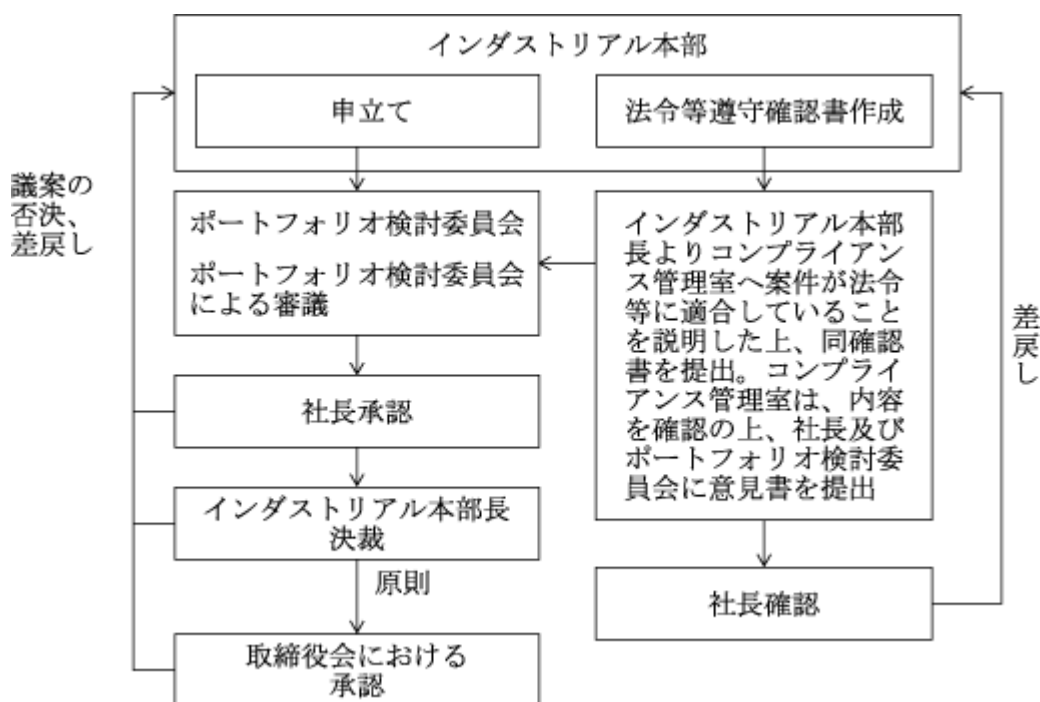 インダストリアル本部
申立て
法令等遵守確認書作成
議案の
否決、
差戻し
ポートフォリオ検討委員会
ポートフォリオ検討委員会
による審議
インダストリアル本部
長よりコンプライアン
ス管理室へ案件が法令
等に適合していること
を説明した上、同確認
書を提出。コンプライ
アンス管理室は、内容
を確認の上、社長及び
ポートフォリオ検討委
員会に意見書を提出
差
戻
し
社長承認
インダストリアル本部長
決裁
原則
社長確認
取締役会における
承認